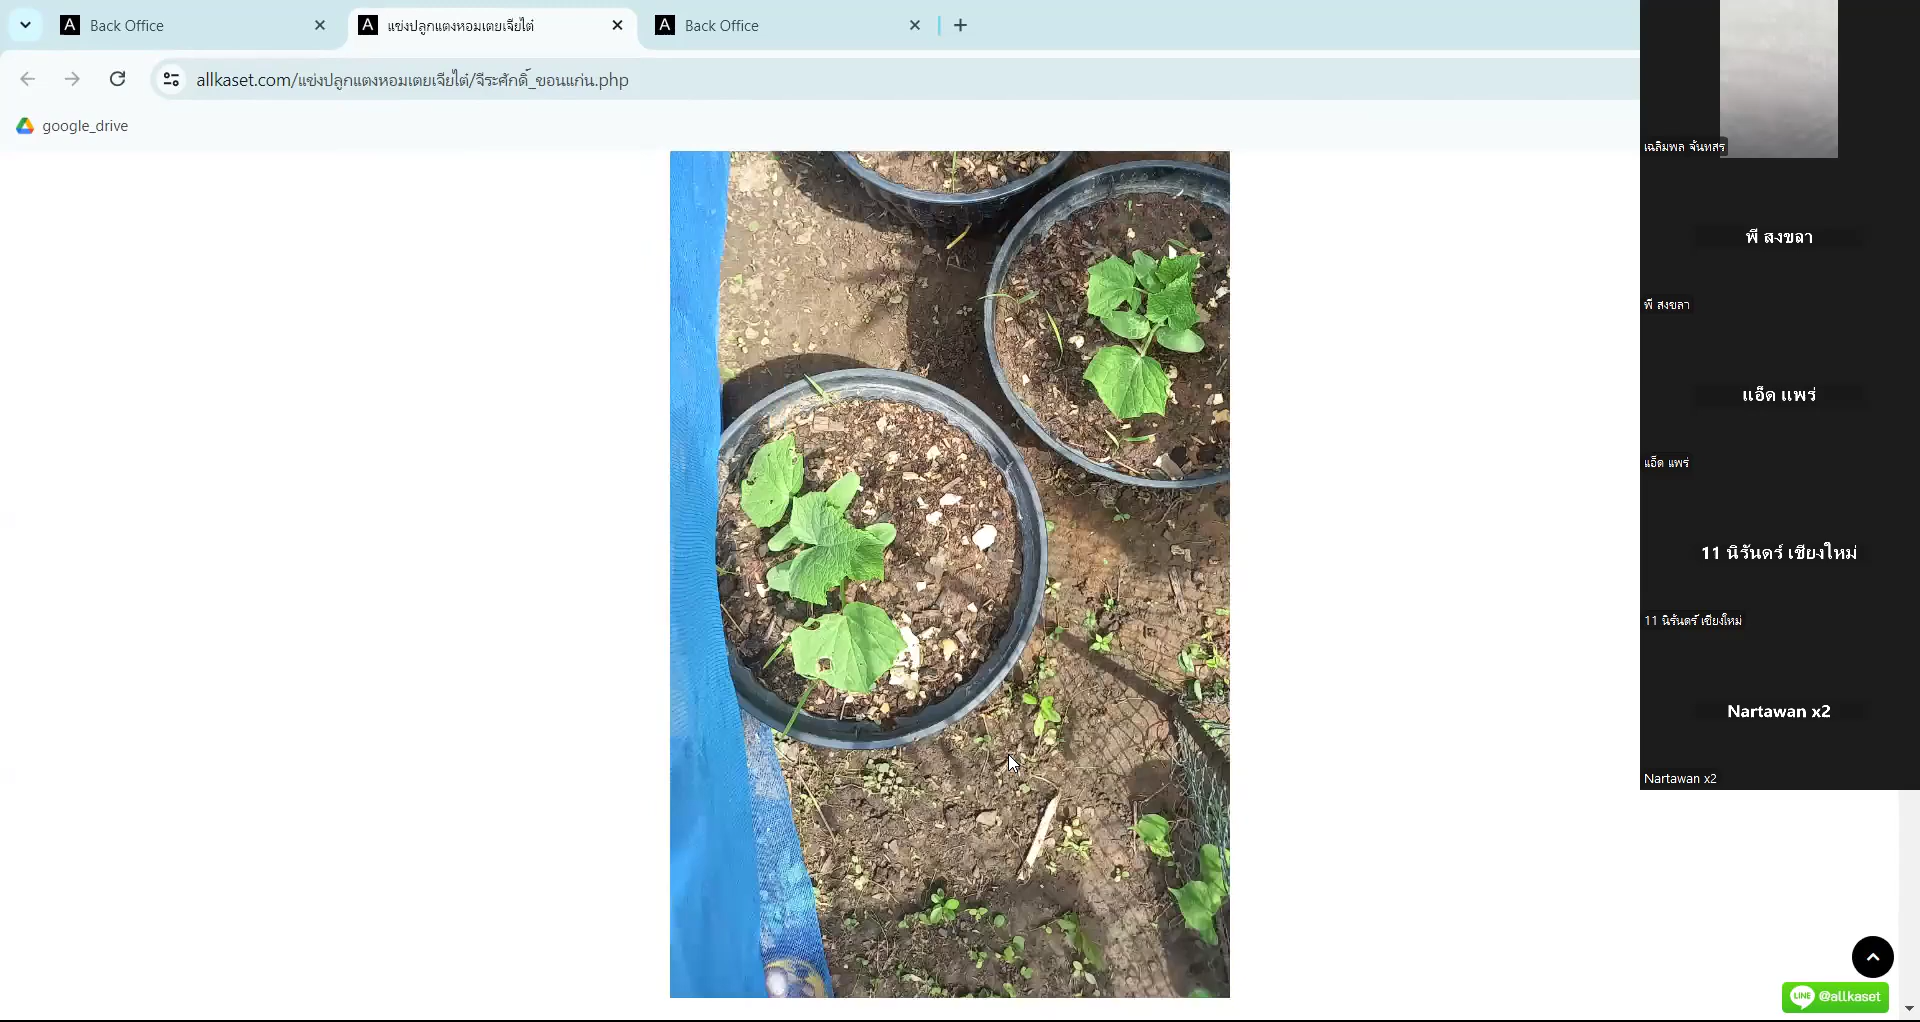 Back Office
แข่งปลูกแตงหอมเตยเจียไต๋
Back Office
allkaset.com/แข่งปลูกแตงหอมเตยเจียไต๋/จีระศักดิ์_ขอนแก่น.php
google_drive
เฉลิมพล จันทสร
พี สงขลา
พี สงขลา
แอ็ด แพร่
แอ็ด แพร่
11 นิรันดร์ เชียงใหม่
11 นิรันดร์ เชียงใหม่
Nartawan x2
Nartawan x2
LINE @allkaset